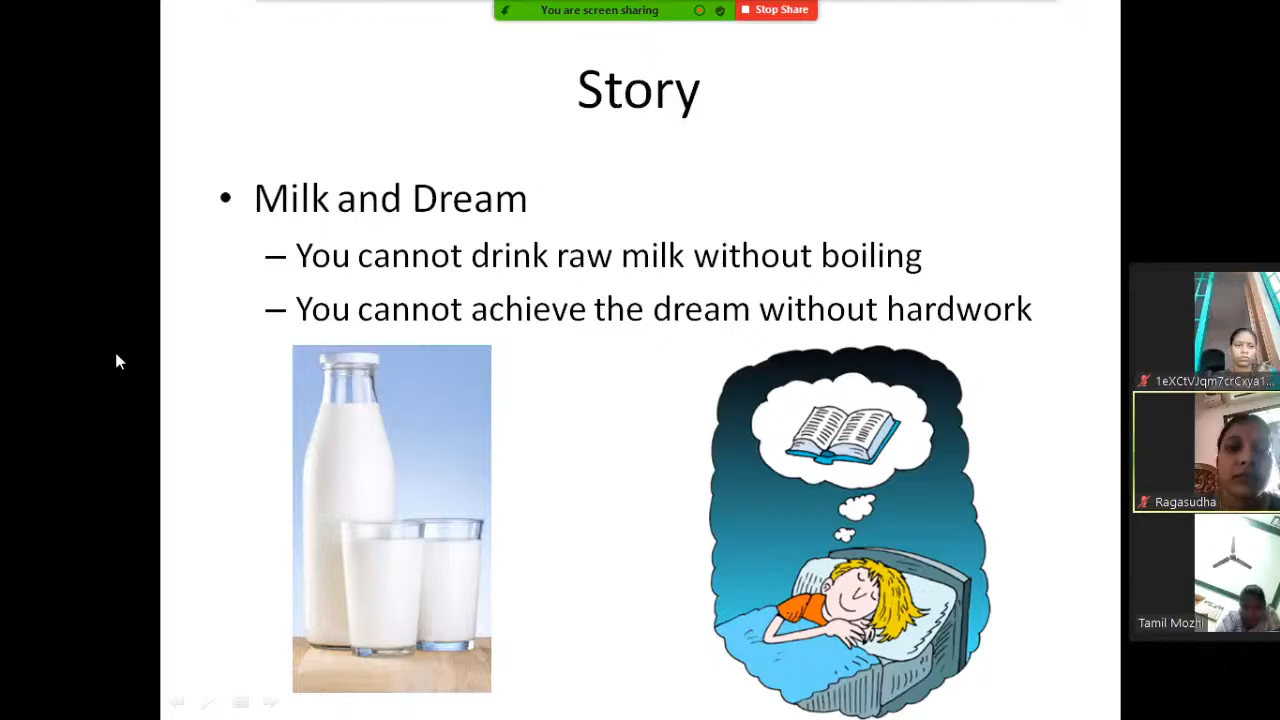 You are screen sharing
Stop Share
Story
• Milk and Dream
– You cannot drink raw milk without boiling
– You cannot achieve the dream without hardwork
1eXCtVJqm7crCxya1...
Ragasudha
Tamil Mozhi